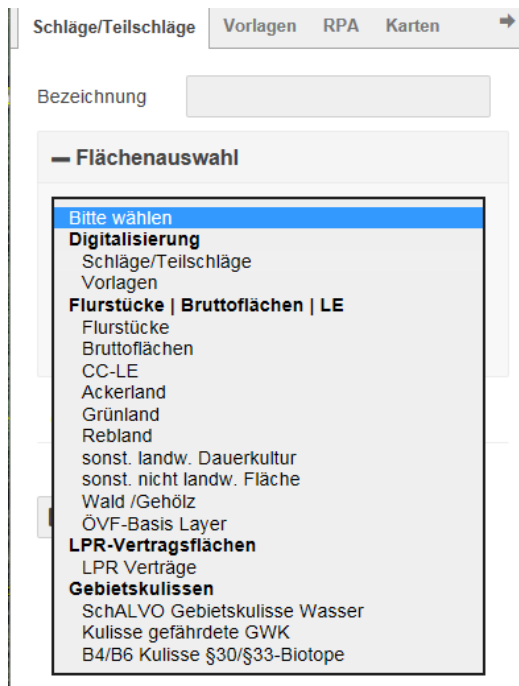 Schläge/Teilschläge Vorlagen RPA Karten
Bezeichnung
Flächenauswahl
Bitte wählen
Digitalisierung
Schläge/Teilschläge
Vorlagen
Flurstücke | Bruttoflächen | LE
Flurstücke
Bruttoflächen
CC-LE
Ackerland
Grünland
Rebland
sonst. landw. Dauerkultur
sonst. nicht landw. Fläche
Wald /Gehölz
ÖVF-Basis Layer
LPR-Vertragsflächen
LPR Verträge
Gebietskulissen
SchALVO Gebietskulisse Wasser
Kulisse gefährdete GWK
B4/B6 Kulisse §30/§33-Biotope